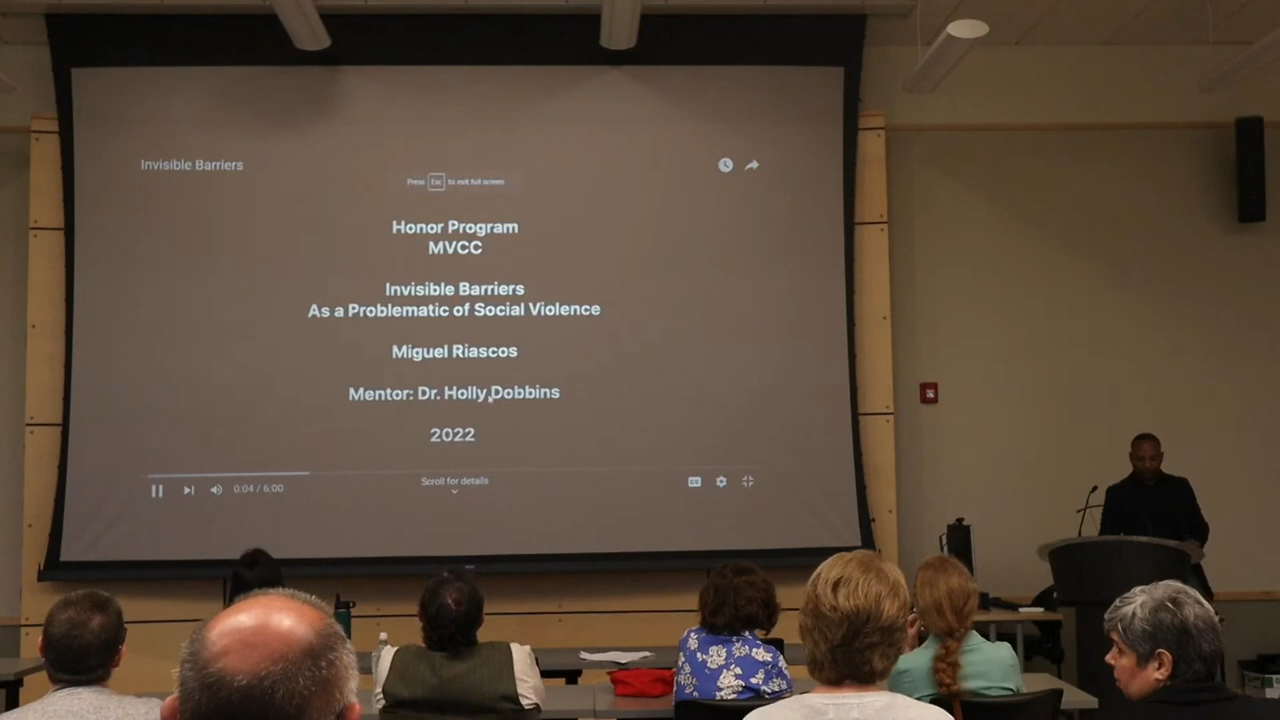 Invisible Barriers
Press Esc to exit full screen
Honor Program
MVCC
Invisible Barriers
As a Problematic of Social Violence
Miguel Riascos
Mentor: Dr. Holly Dobbins
2022
Scroll for details
0:04 / 6:00
CC